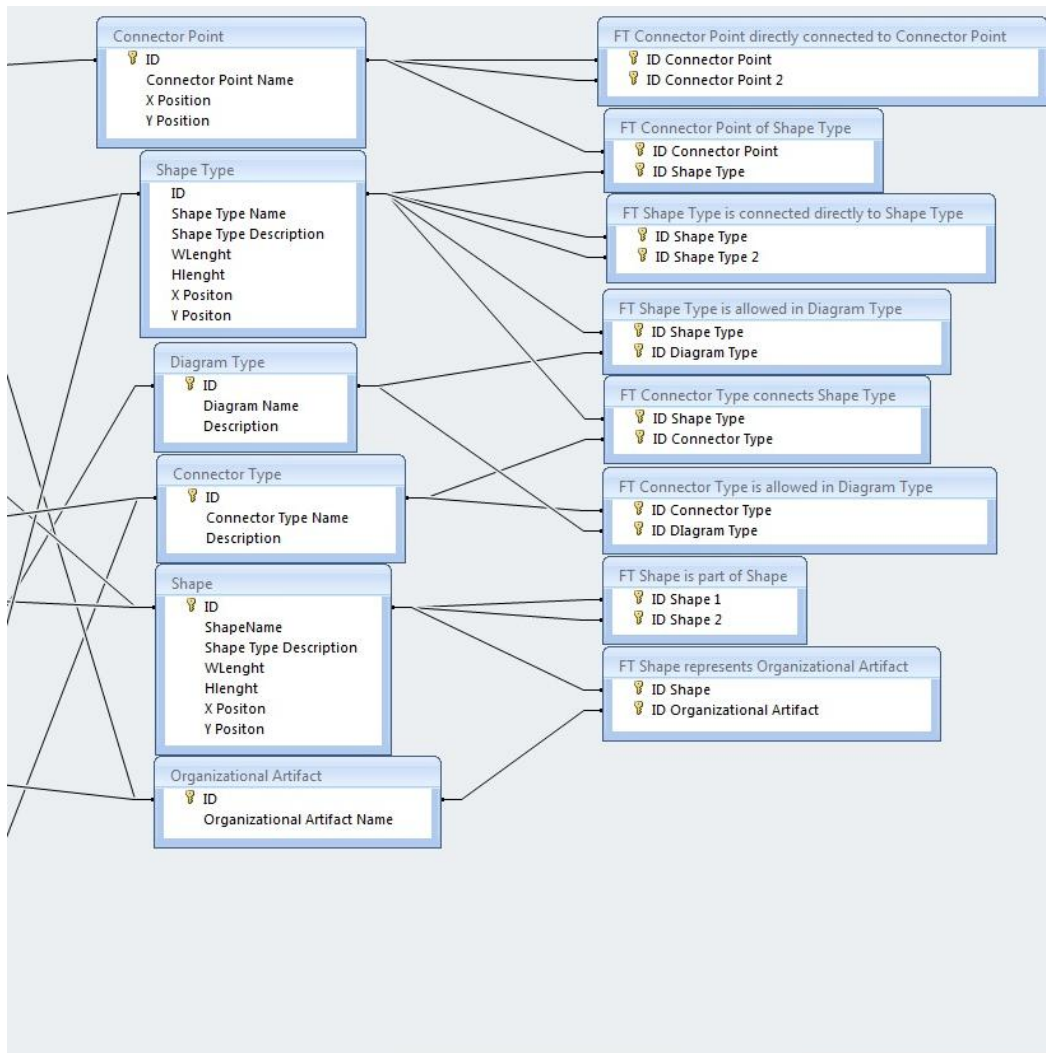 Connector Point
ID
Connector Point Name
X Position
Y Position
Shape Type
ID
Shape Type Name
Shape Type Description
WLenght
Hlenght
X Positon
Y Positon
Diagram Type
ID
Diagram Name
Description
Connector Type
ID
Connector Type Name
Description
Shape
ID
ShapeName
Shape Type Description
WLenght
Hlenght
X Positon
Y Positon
Organizational Artifact
ID
Organizational Artifact Name
FT Connector Point directly connected to Connector Point
ID Connector Point
ID Connector Point 2
FT Connector Point of Shape Type
ID Connector Point
ID Shape Type
FT Shape Type is connected directly to Shape Type
ID Shape Type
ID Shape Type 2
FT Shape Type is allowed in Diagram Type
ID Shape Type
ID Diagram Type
FT Connector Type connects Shape Type
ID Shape Type
ID Connector Type
FT Connector Type is allowed in Diagram Type
ID Connector Type
ID DIagram Type
FT Shape is part of Shape
ID Shape 1
ID Shape 2
FT Shape represents Organizational Artifact
ID Shape
ID Organizational Artifact